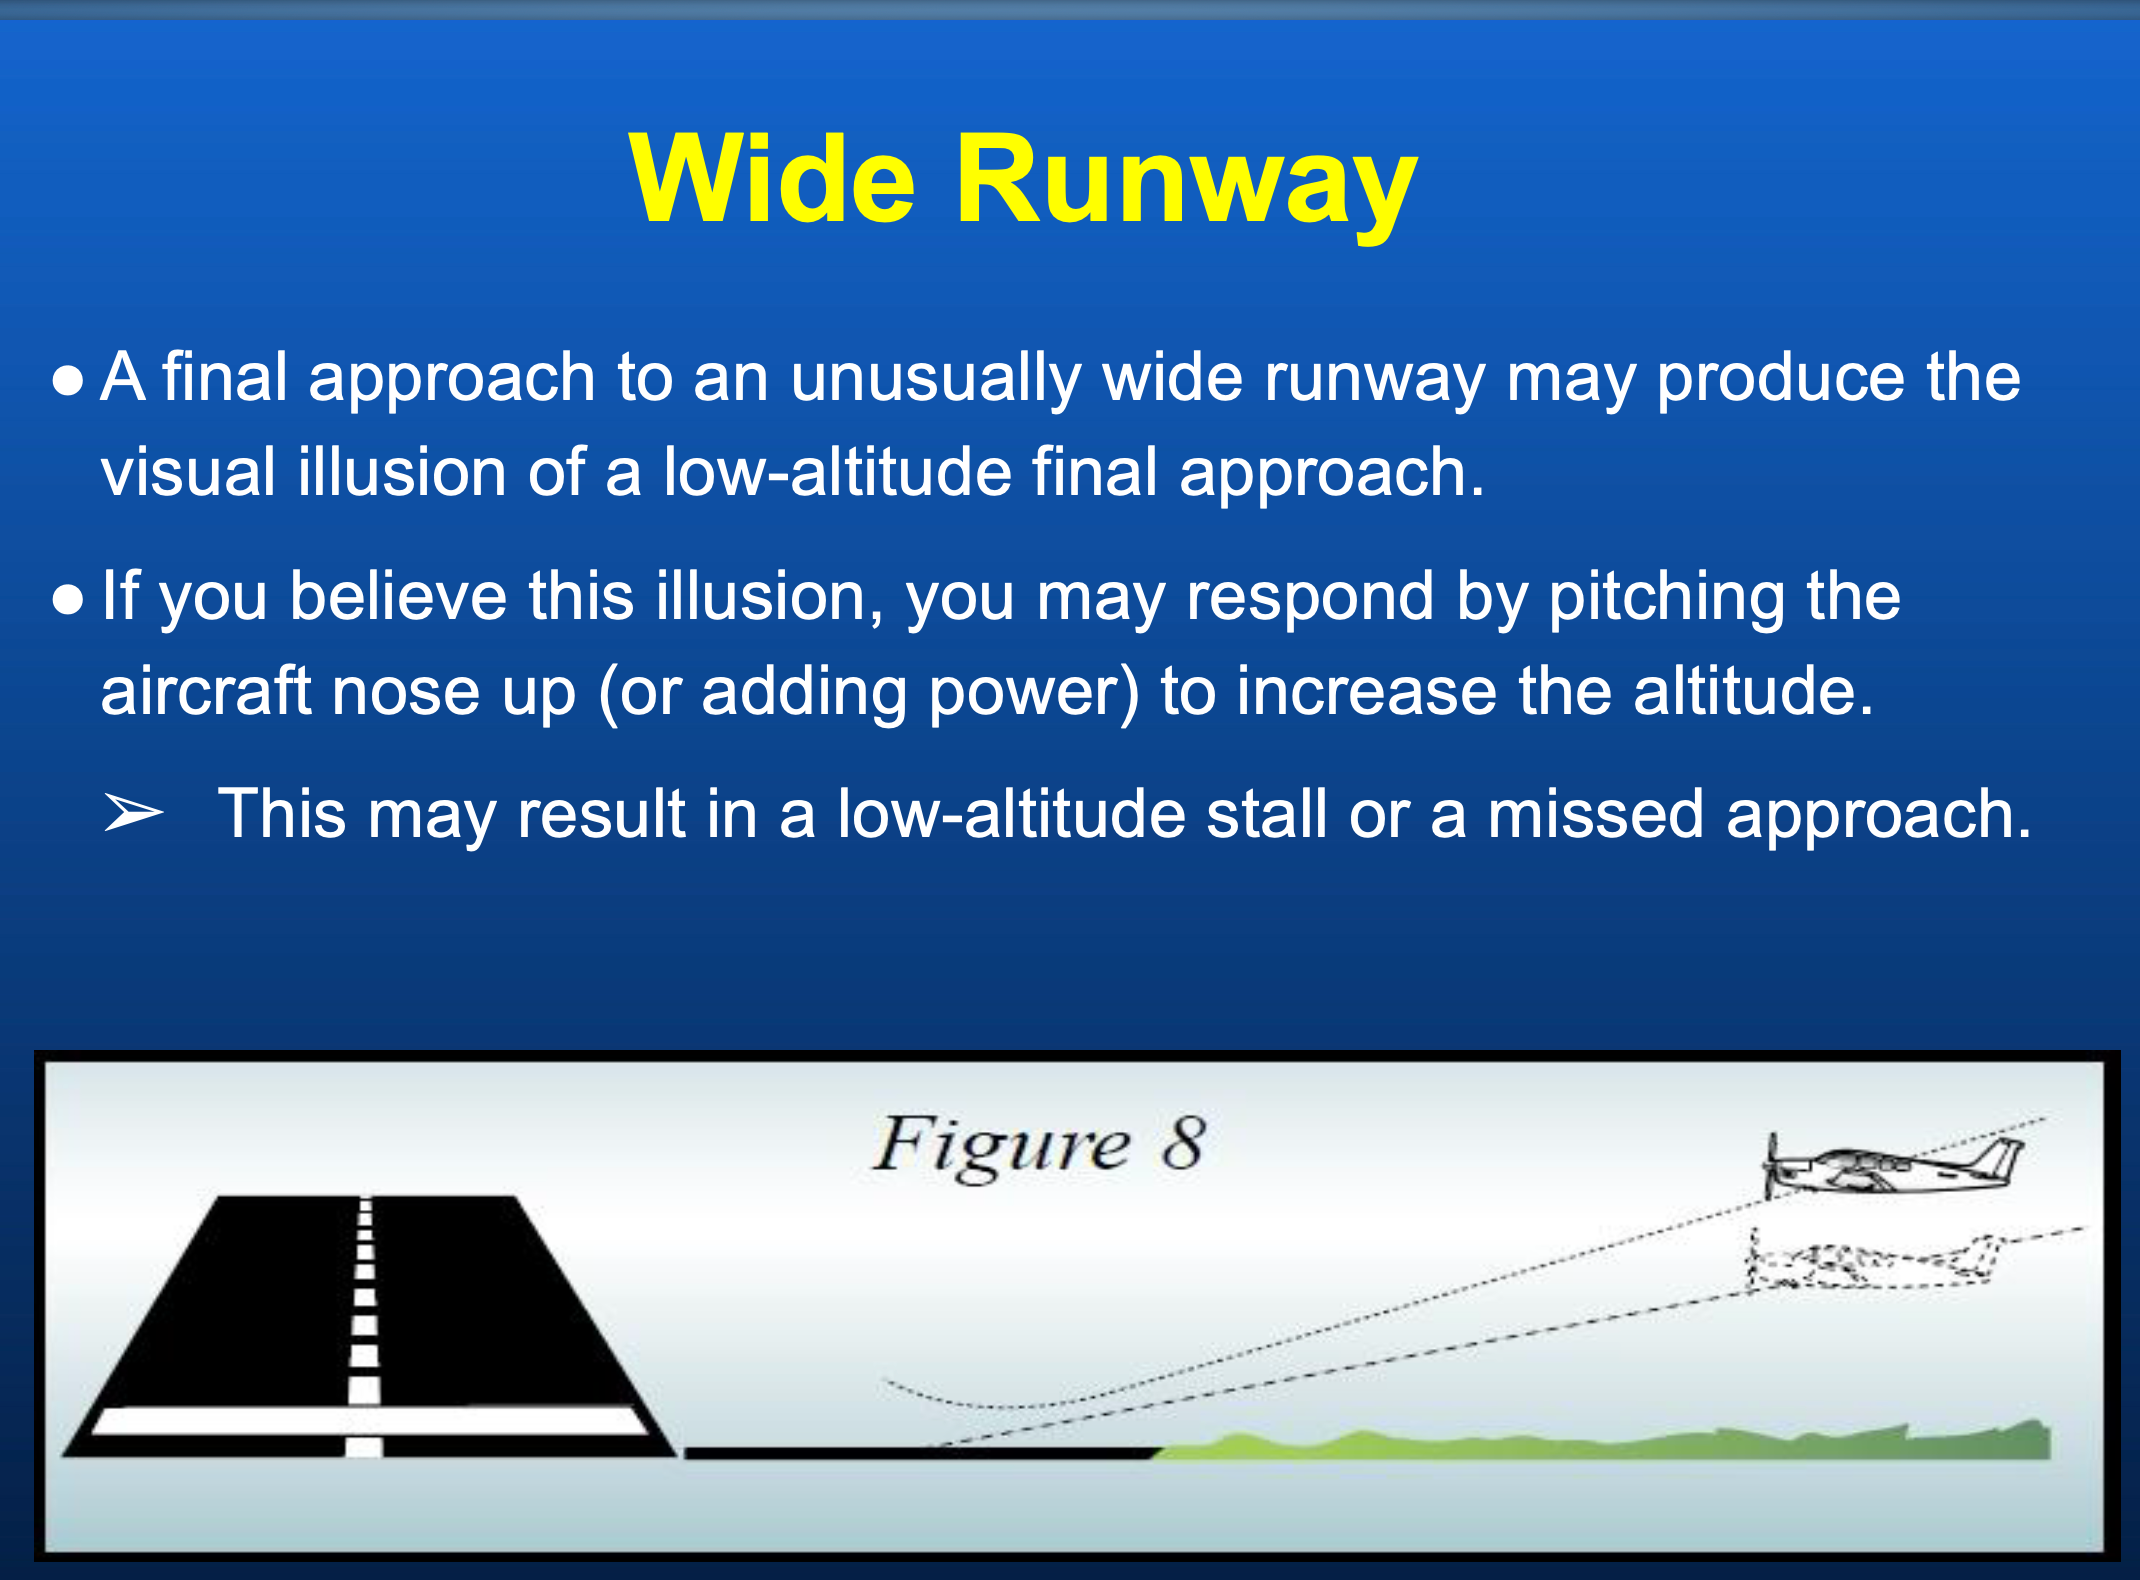 Wide Runway
● A final approach to an unusually wide runway may produce the
visual illusion of a low-altitude final approach.
● If you believe this illusion, you may respond by pitching the
aircraft nose up (or adding power) to increase the altitude.
➢ This may result in a low-altitude stall or a missed approach.
Figure 8